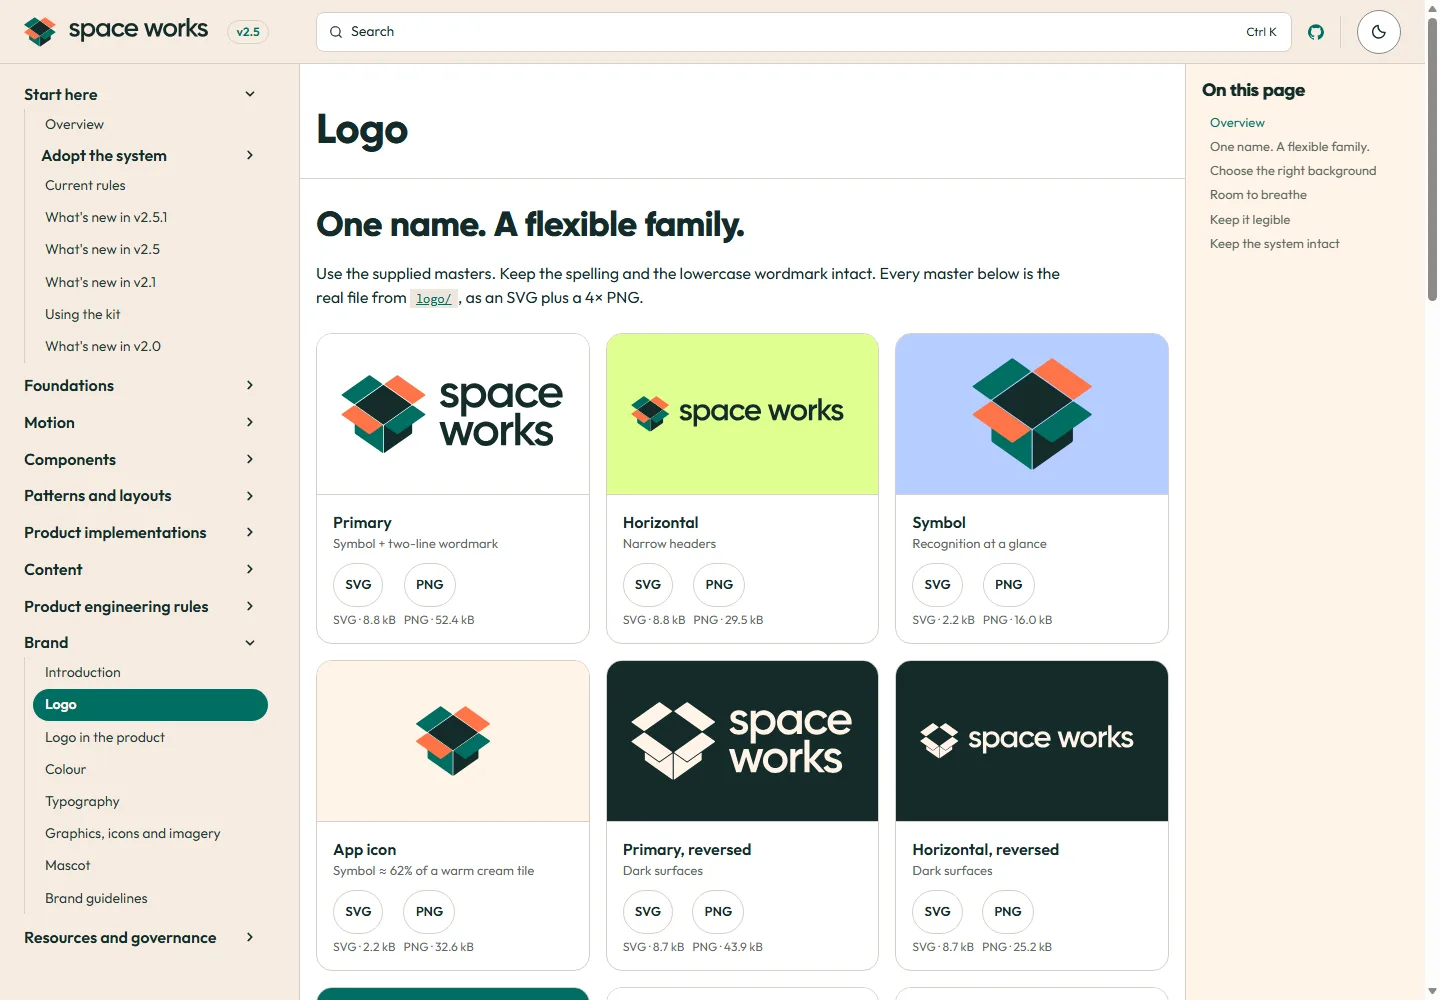 space works
v2.5
Search
Ctrl K
Start here
Overview
Adopt the system
Current rules
What's new in v2.5.1
What's new in v2.5
What's new in v2.1
Using the kit
What's new in v2.0
Foundations
Motion
Components
Patterns and layouts
Product implementations
Content
Product engineering rules
Brand
Introduction
Logo
Logo in the product
Colour
Typography
Graphics, icons and imagery
Mascot
Brand guidelines
Resources and governance
Logo
One name. A flexible family.
Use the supplied masters. Keep the spelling and the lowercase wordmark intact. Every master below is the
real file from logo/ , as an SVG plus a 4× PNG.
space
works
Primary
Symbol + two-line wordmark
SVG PNG
SVG · 8.8 kB PNG · 52.4 kB
space works
Horizontal
Narrow headers
SVG PNG
SVG · 8.8 kB PNG · 29.5 kB
Symbol
Recognition at a glance
SVG PNG
SVG · 2.2 kB PNG · 16.0 kB
App icon
Symbol ≈ 62% of a warm cream tile
SVG PNG
SVG · 2.2 kB PNG · 32.6 kB
space
works
Primary, reversed
Dark surfaces
SVG PNG
SVG · 8.7 kB PNG · 43.9 kB
space works
Horizontal, reversed
Dark surfaces
SVG PNG
SVG · 8.7 kB PNG · 25.2 kB
On this page
Overview
One name. A flexible family.
Choose the right background
Room to breathe
Keep it legible
Keep the system intact